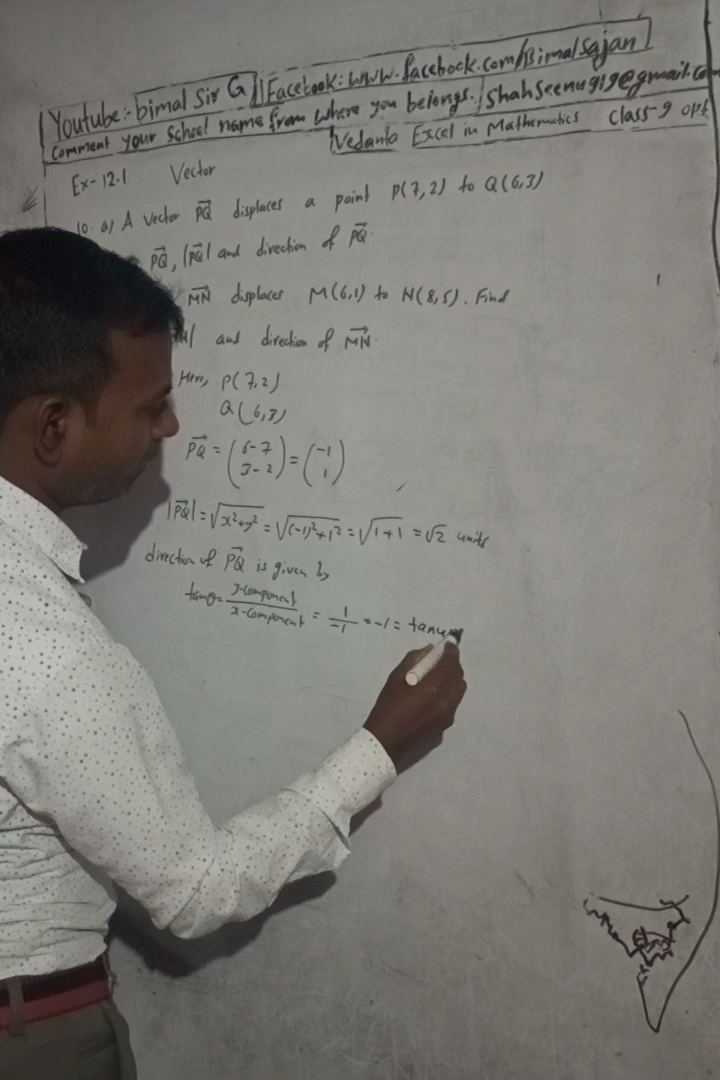 Youtube:- bimal Sir G Facebook: www.facebook.com/Bimalsajan
Comment your school name from where you belongs. / shahseenu919@gmail.com
Vedanta Excel in Mathematics Class-9 opt
Ex-12.1 Vector
10. a) A vector PQ⃗ displaces a point P(7,2) to Q(6,3)
PQ⃗, |PQ⃗| and direction of PQ⃗.
MN⃗ displaces M(6,1) to N(8,5). Find
N| and direction of MN⃗.
Here, P(7,2)
Q(6,3)
PQ⃗ = (6-7 3-2) = (-1 1)
|PQ⃗| = √x²+y² = √(-1)²+1² = √1+1 = √2 units
direction of PQ⃗ is given by
tanθ = y-component/x-component = 1/-1 = -1 = tan